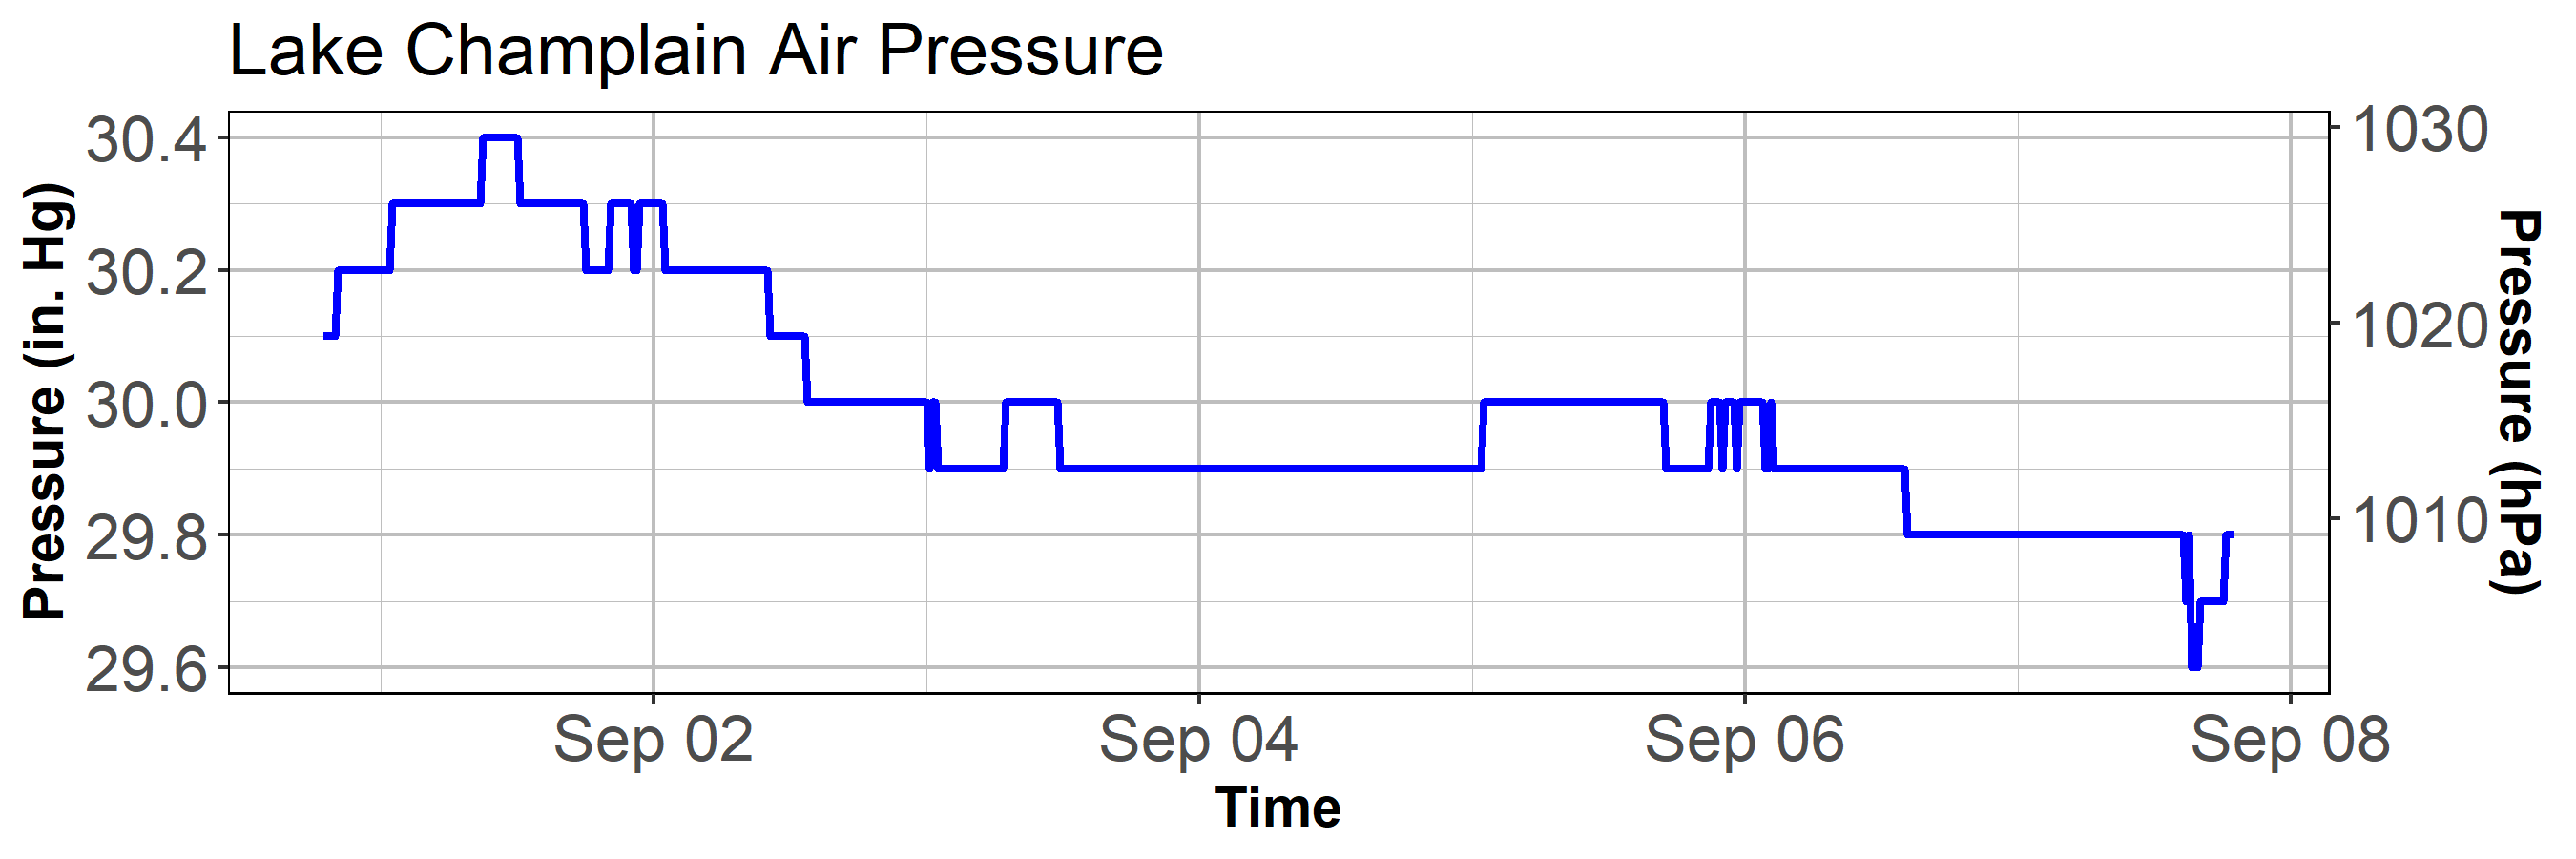 Lake Champlain Air Pressure
Pressure (in. Hg)
30.4
30.2
30.0
29.8
29.6
1030
1020
1010
Pressure (hPa)
Sep 02 Sep 04 Sep 06 Sep 08
Time